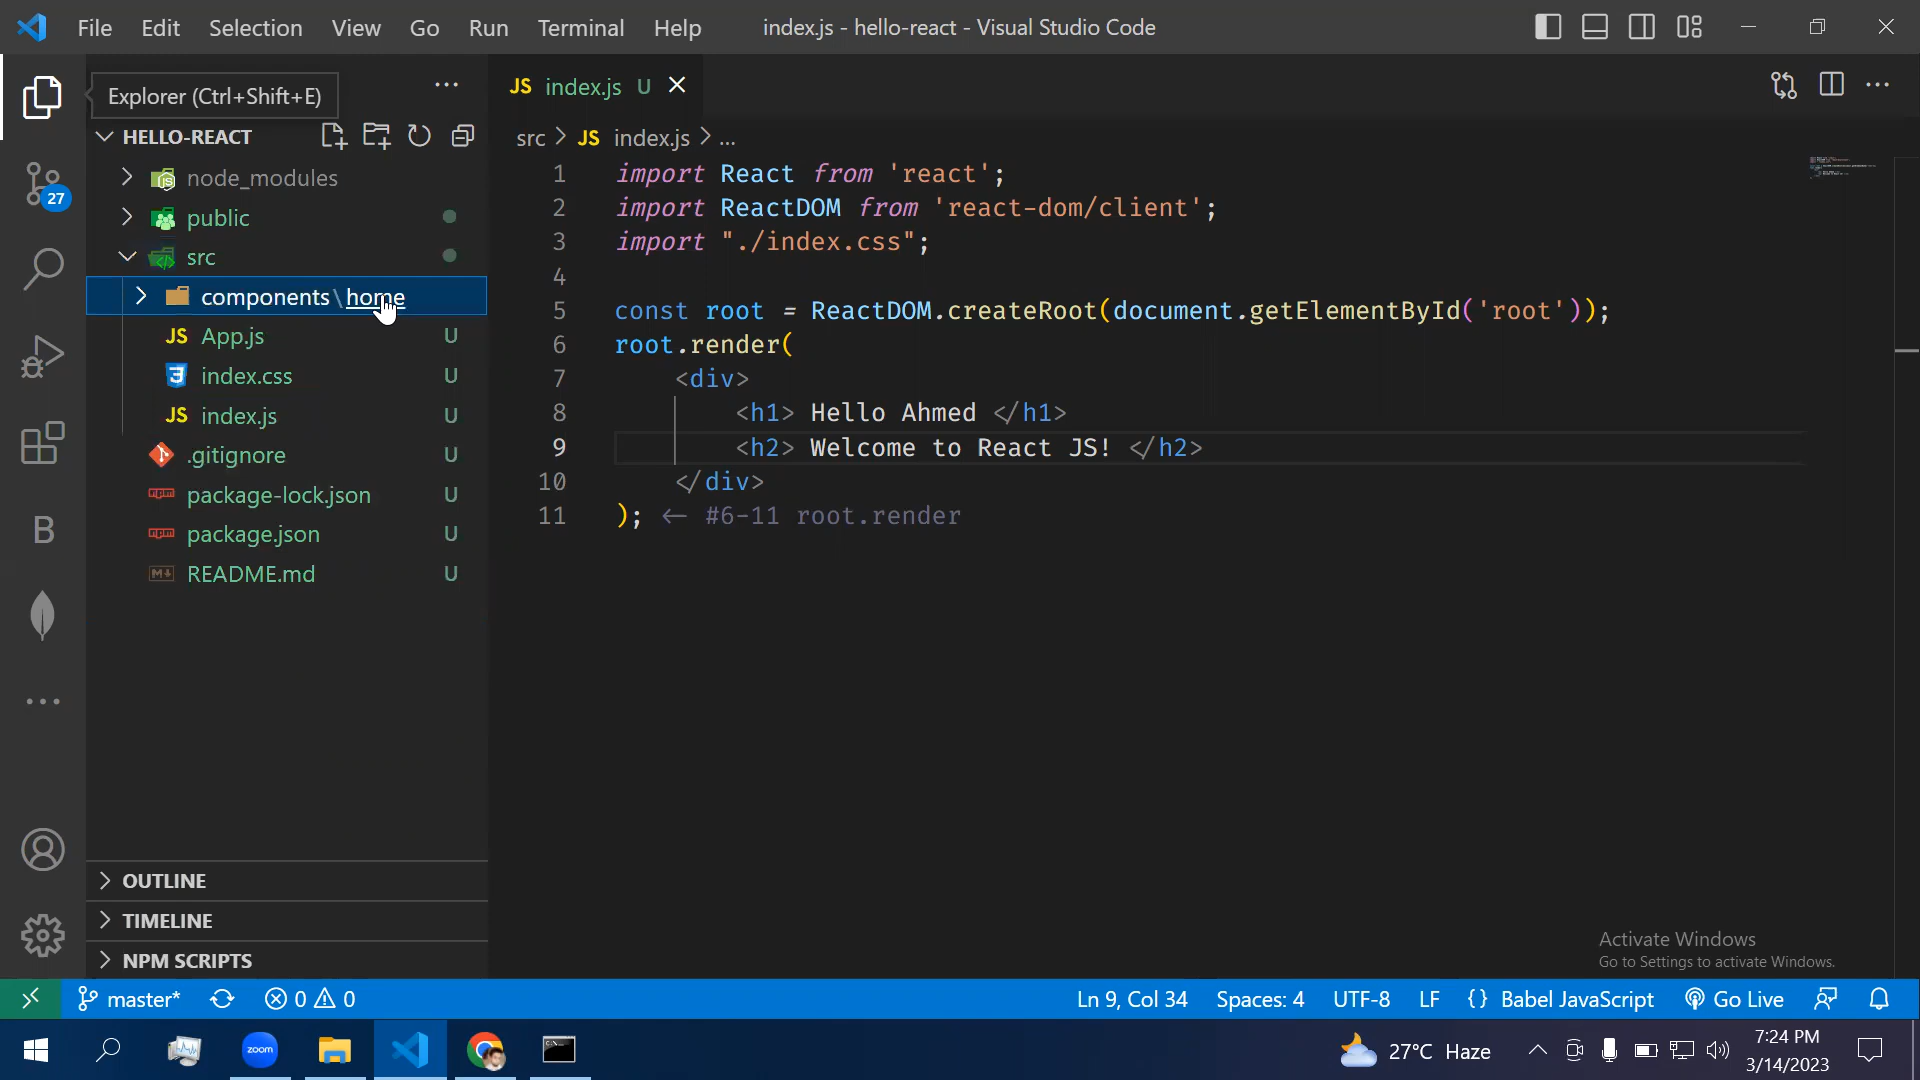 File Edit Selection View Go Run Terminal Help
index.js - hello-react - Visual Studio Code
Explorer (Ctrl+Shift+E)
27
B
HELLO-REACT
node_modules
public
src
components\home
JS App.js U
index.css U
JS index.js U
.gitignore U
package-lock.json U
package.json U
README.md U
OUTLINE
TIMELINE
NPM SCRIPTS
JS index.js U
src > JS index.js > ...
1 import React from 'react';
2 import ReactDOM from 'react-dom/client';
3 import "./index.css";
4
5 const root = ReactDOM.createRoot(document.getElementById('root'));
6 root.render(
7 <div>
8 <h1> Hello Ahmed </h1>
9 <h2> Welcome to React JS! </h2>
10 </div>
11 ); ← #6-11 root.render
Activate Windows
Go to Settings to activate Windows.
master* 0 0 Ln 9, Col 34 Spaces: 4 UTF-8 LF {} Babel JavaScript Go Live
zoom
27°C Haze
7:24 PM
3/14/2023